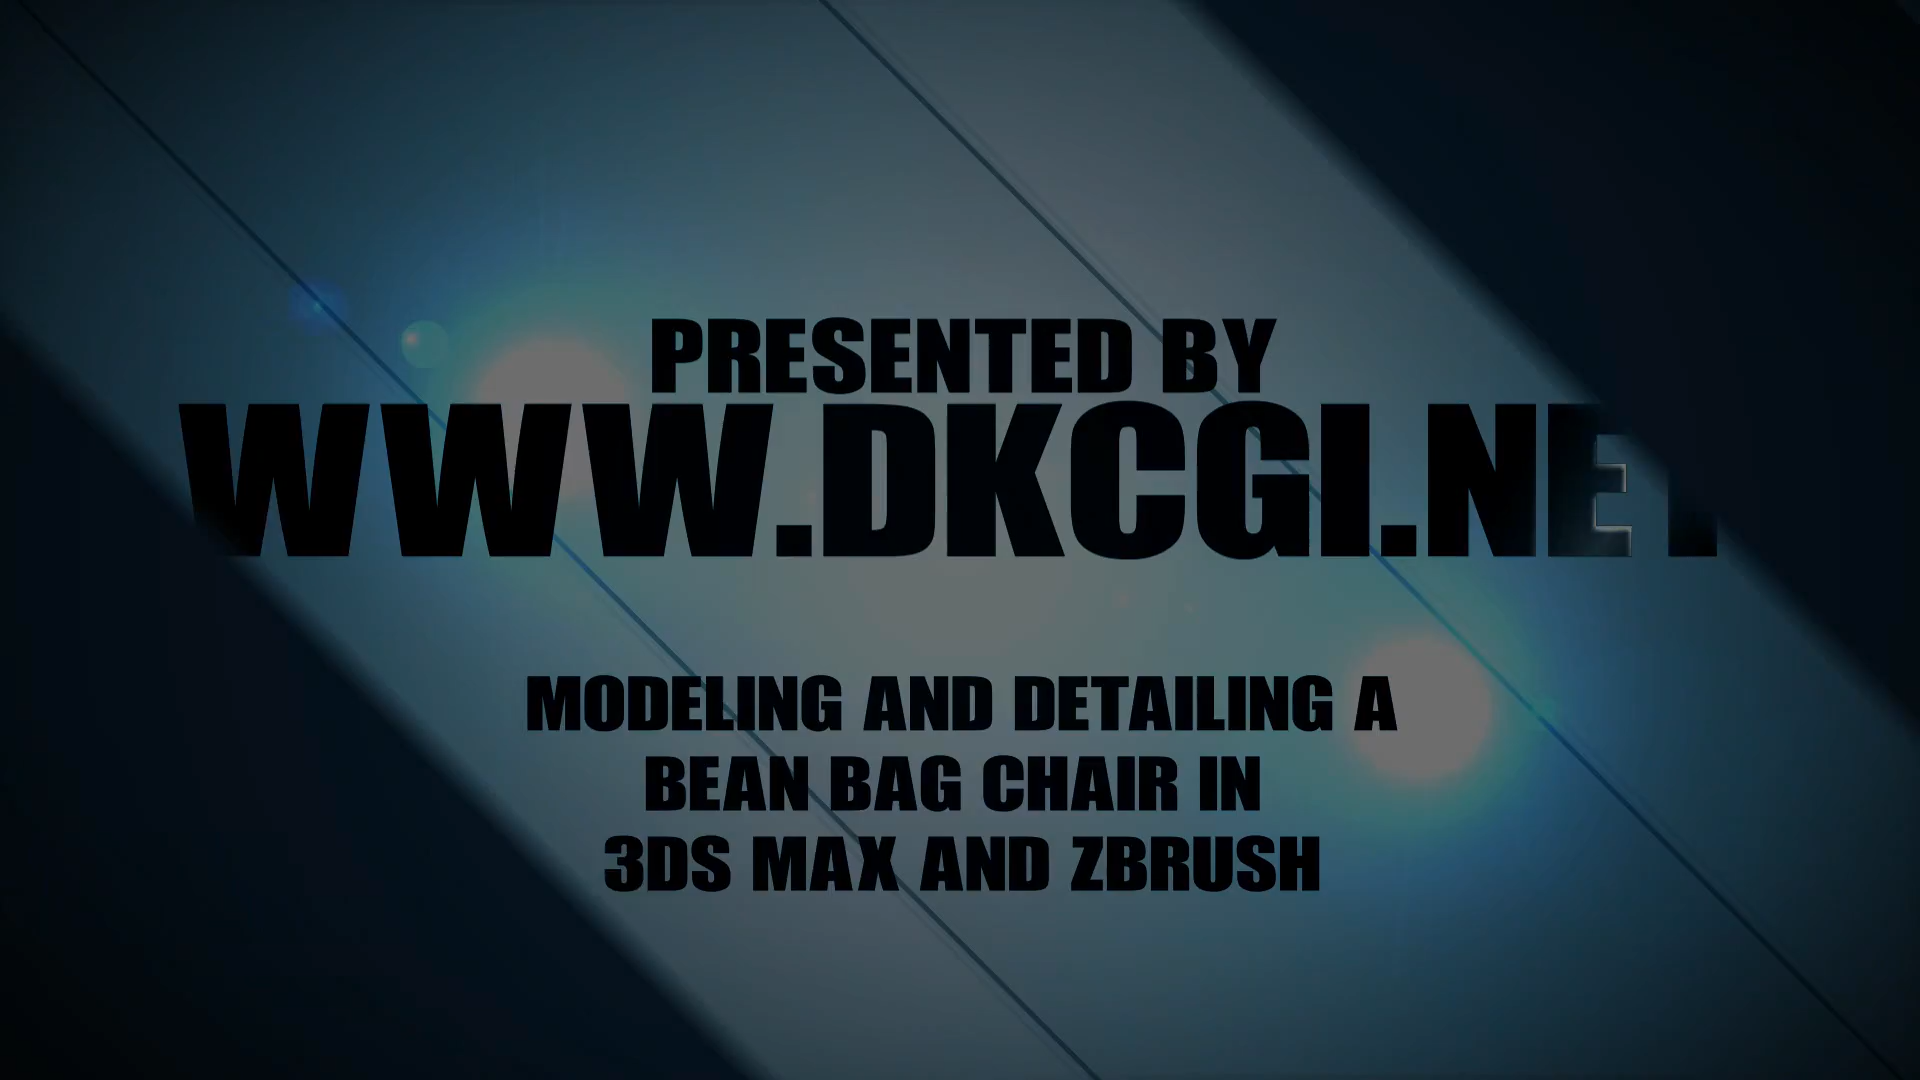 PRESENTED BY
WWW.DKCGI.NET
MODELING AND DETAILING A
BEAN BAG CHAIR IN
3DS MAX AND ZBRUSH